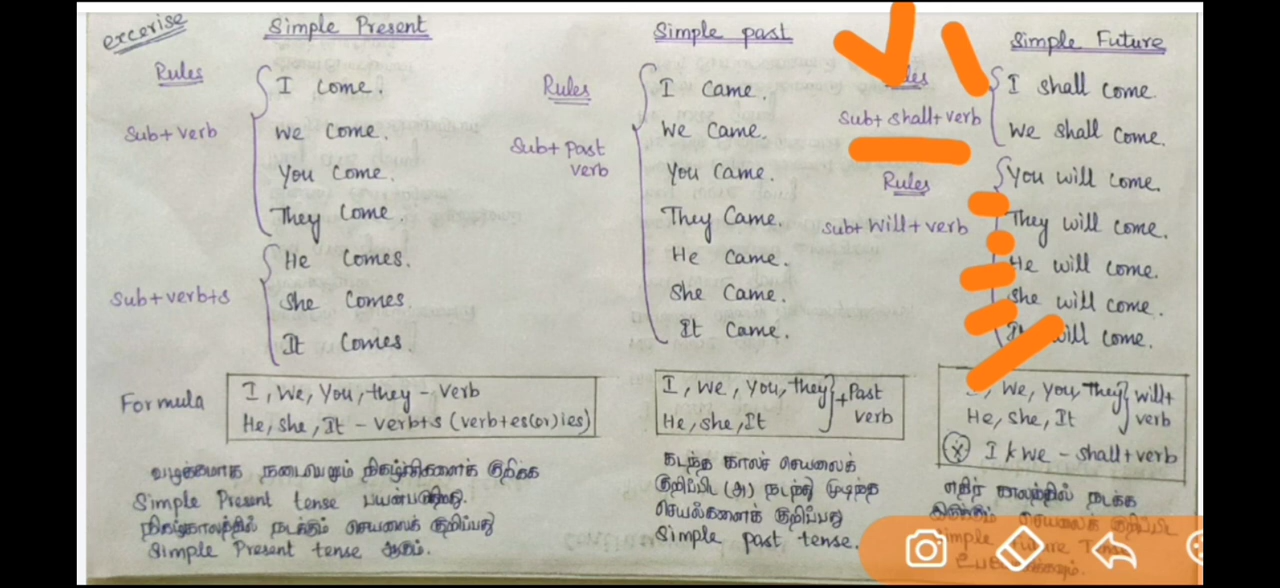 excerise
Simple Present
Rules
Sub+verb
I come.
We come.
You come.
They come.
Sub+verb+s
He comes.
She comes.
It comes
Formula
I, We, You, they - verb
He, she, It - verb+s (verb+es(or)ies)
வழக்கமாக நடைபெறும் நிகழ்ச்சிகளைக் குறிக்க
Simple Present tense பயன்படுகிறது.
நிகழ்காலத்தில் நடக்கும் செயலைக் குறிப்பது
Simple Present tense ஆகும்.
Simple past
Rules
Sub+Past
verb
I Came.
We Came.
You Came.
They Came.
He Came.
She Came.
It Came.
I, We, You, they
He, She, It
+Past
verb
கடந்த காலச் செயலைக்
குறிப்பிட (அ) நடந்து முடிந்த
செயல்களைக் குறிப்பது
Simple past tense.
Simple Future
Sub+shall+verb
I shall come.
We shall come.
Rules
sub+will+verb
You will come.
They will come.
He will come.
She will come.
will come.
We, You, They
He, She, It
will+
verb
I & we - shall+verb
எதிர் காலத்தில் நடக்க
செயலைக் குறிப்பிட
Simple Future Tense